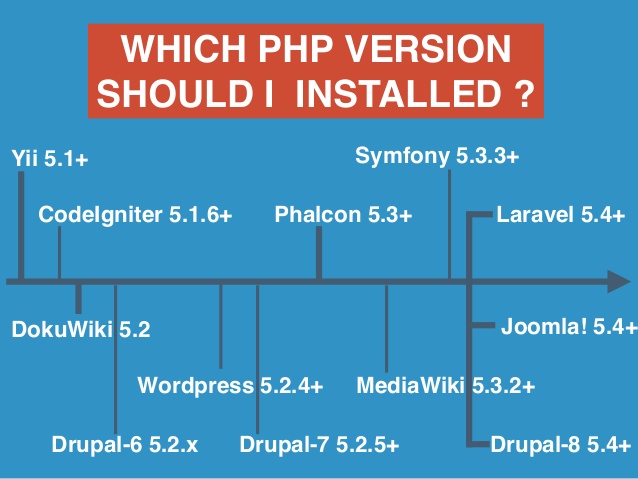 WHICH PHP VERSION
SHOULD I INSTALLED ?
Yii 5.1+
Symfony 5.3.3+
CodeIgniter 5.1.6+
Phalcon 5.3+
Laravel 5.4+
DokuWiki 5.2
Joomla! 5.4+
Wordpress 5.2.4+
MediaWiki 5.3.2+
Drupal-6 5.2.x
Drupal-7 5.2.5+
Drupal-8 5.4+